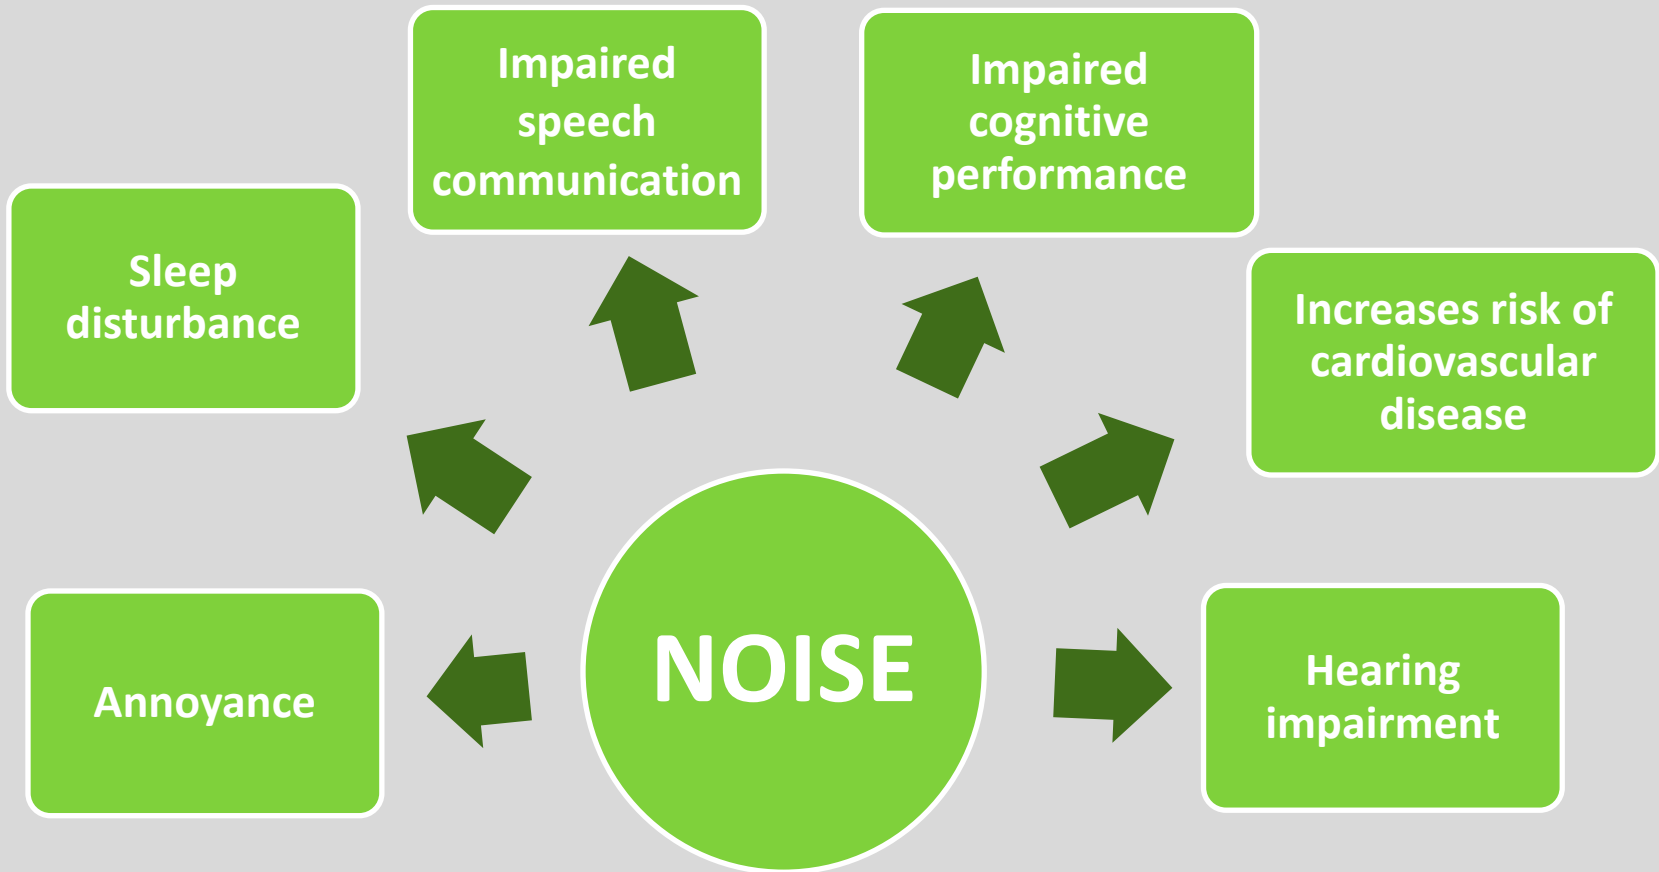 Impaired
speech
communication
Impaired
cognitive
performance
Sleep
disturbance
Increases risk of
cardiovascular
disease
Annoyance
NOISE
Hearing
impairment